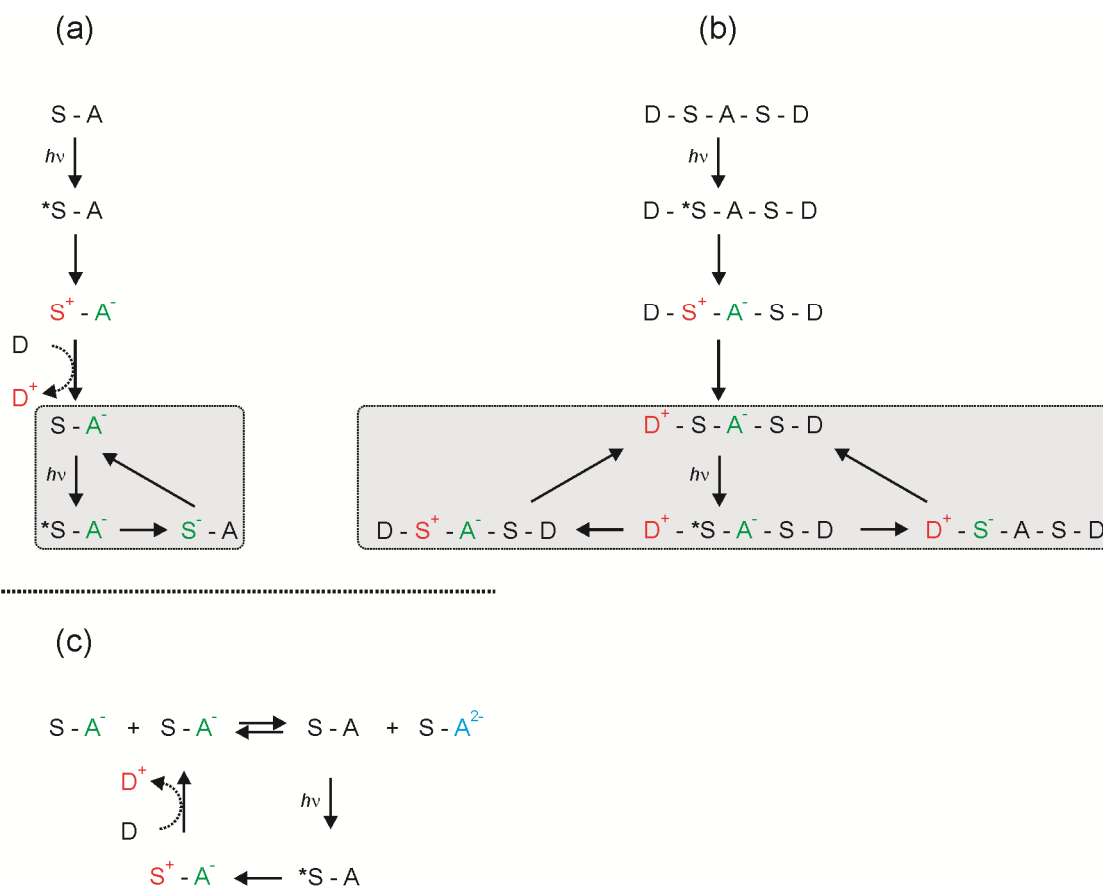 (a) (b)
S - A D - S - A - S - D
hν hν
*S - A D - *S - A - S - D
S⁺ - A⁻ D - S⁺ - A⁻ - S - D
D
D⁺
S - A⁻ D⁺ - S - A⁻ - S - D
hν hν
*S - A⁻ S⁻ - A D - S⁺ - A⁻ - S - D D⁺ - *S - A⁻ - S - D D⁺ - S⁻ - A - S - D
(c)
S - A⁻ + S - A⁻ S - A + S - A²⁻
D⁺
hν
D
S⁺ - A⁻ *S - A